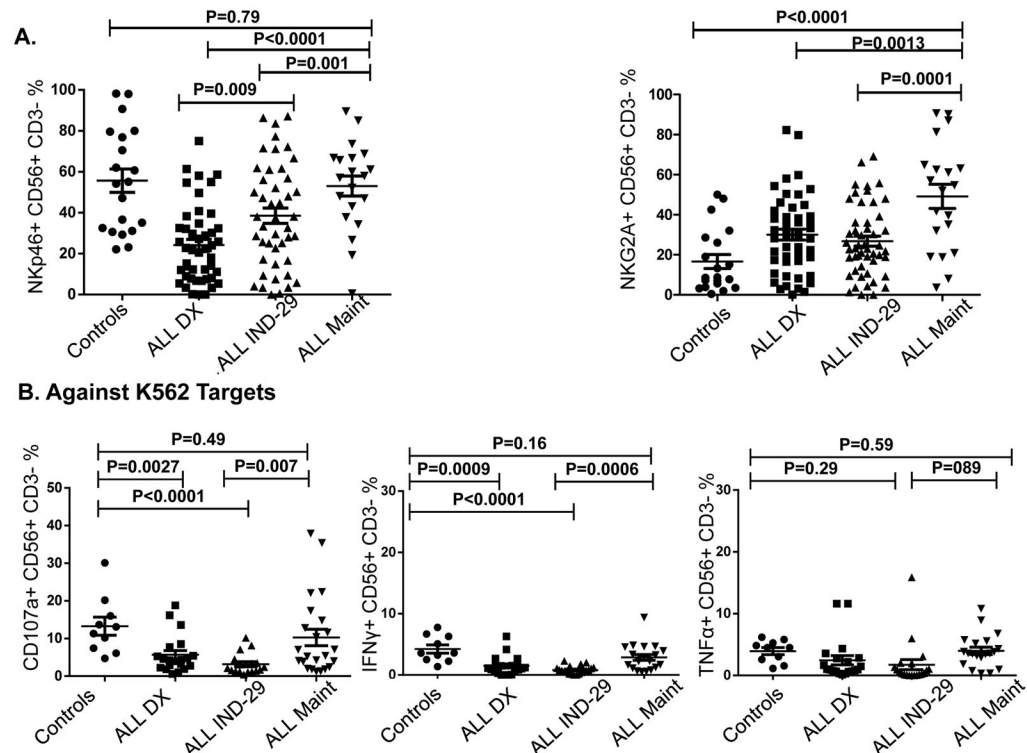 A.
P=0.79
P<0.0001
P=0.001
P=0.009
NKp46+ CD56+ CD3- %
100
80
60
40
20
0
Controls
ALL DX
ALL IND-29
ALL Maint
P<0.0001
P=0.0013
P=0.0001
NKG2A+ CD56+ CD3- %
100
80
60
40
20
0
Controls
ALL DX
ALL IND-29
ALL Maint
B. Against K562 Targets
P=0.49
P=0.0027
P=0.007
P<0.0001
CD107a+ CD56+ CD3- %
50
40
30
20
10
0
Controls
ALL DX
ALL IND-29
ALL Maint
P=0.16
P=0.0009
P=0.0006
P<0.0001
IFNγ+ CD56+ CD3- %
30
20
10
0
Controls
ALL DX
ALL IND-29
ALL Maint
P=0.59
P=0.29
P=089
TNFα+ CD56+ CD3- %
30
20
10
0
Controls
ALL DX
ALL IND-29
ALL Maint